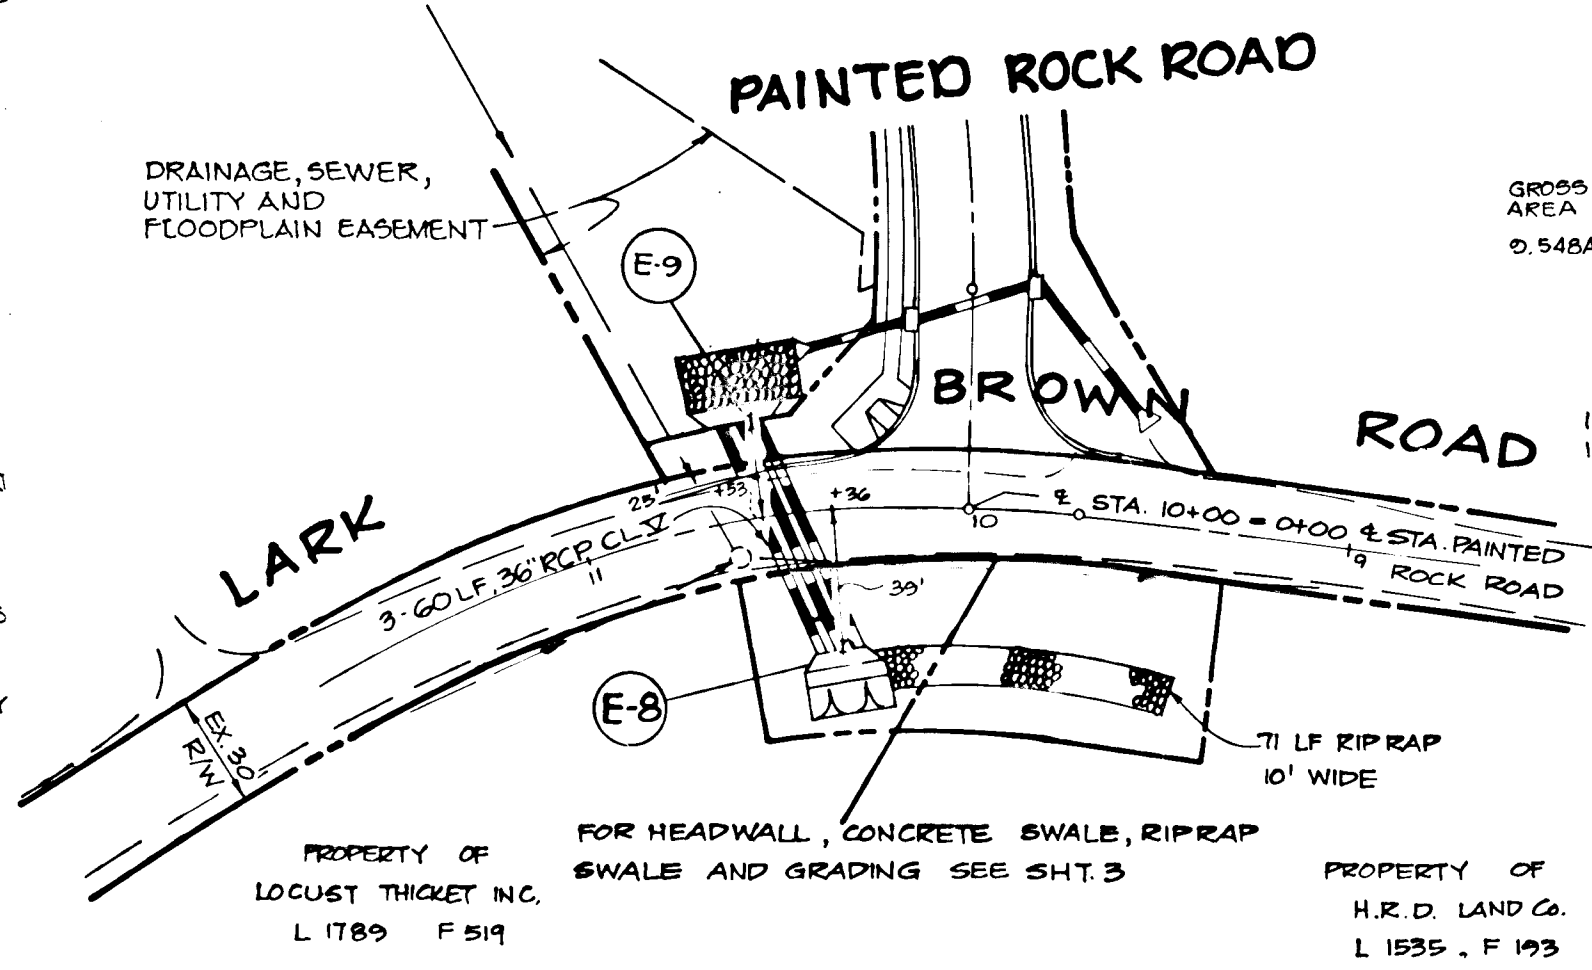 PAINTED ROCK ROAD
DRAINAGE, SEWER,
UTILITY AND
FLOODPLAIN EASEMENT
GROSS
AREA
E-9
BROWN
ROAD
LARK
25'
+53
+36
10
℄ STA. 10+00 = 0+00 ℄ STA. PAINTED
ROCK ROAD
9
3-60 LF, 36" RCP CL V
11
39'
E-8
EX. 30
R/W
71 LF RIPRAP
10' WIDE
FOR HEADWALL, CONCRETE SWALE, RIPRAP
SWALE AND GRADING SEE SHT. 3
PROPERTY OF
LOCUST THICKET INC.
L 1789 F 519
PROPERTY OF
H.R.D. LAND CO.
L 1535, F 193